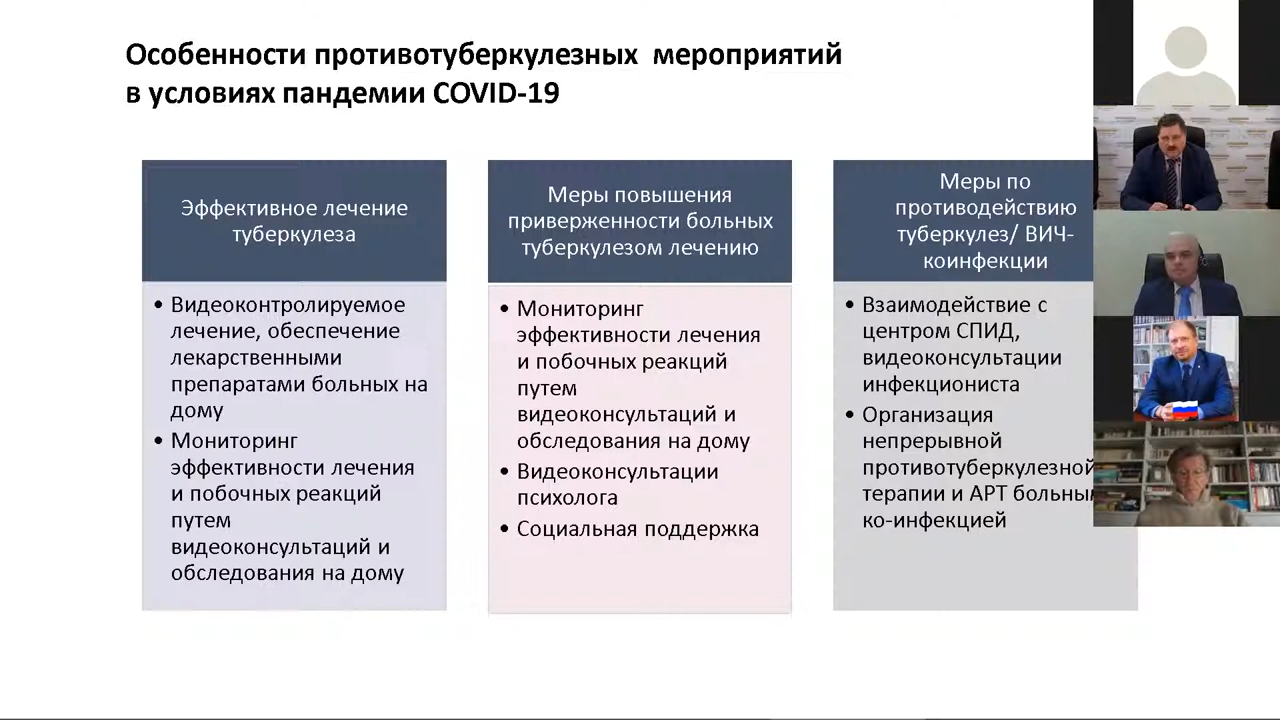 Особенности противотуберкулезных мероприятий
в условиях пандемии COVID-19
Эффективное лечение
туберкулеза
• Видеоконтролируемое
лечение, обеспечение
лекарственными
препаратами больных на
дому
• Мониторинг
эффективности лечения
и побочных реакций
путем
видеоконсультаций и
обследования на дому
Меры повышения
приверженности больных
туберкулезом лечению
• Мониторинг
эффективности лечения
и побочных реакций
путем
видеоконсультаций и
обследования на дому
• Видеоконсультации
психолога
• Социальная поддержка
Меры по
противодействию
туберкулез/ ВИЧ-
коинфекции
• Взаимодействие с
центром СПИД,
видеоконсультации
инфекциониста
• Организация
непрерывной
противотуберкулезной
терапии и АРТ
ко-инфекцией